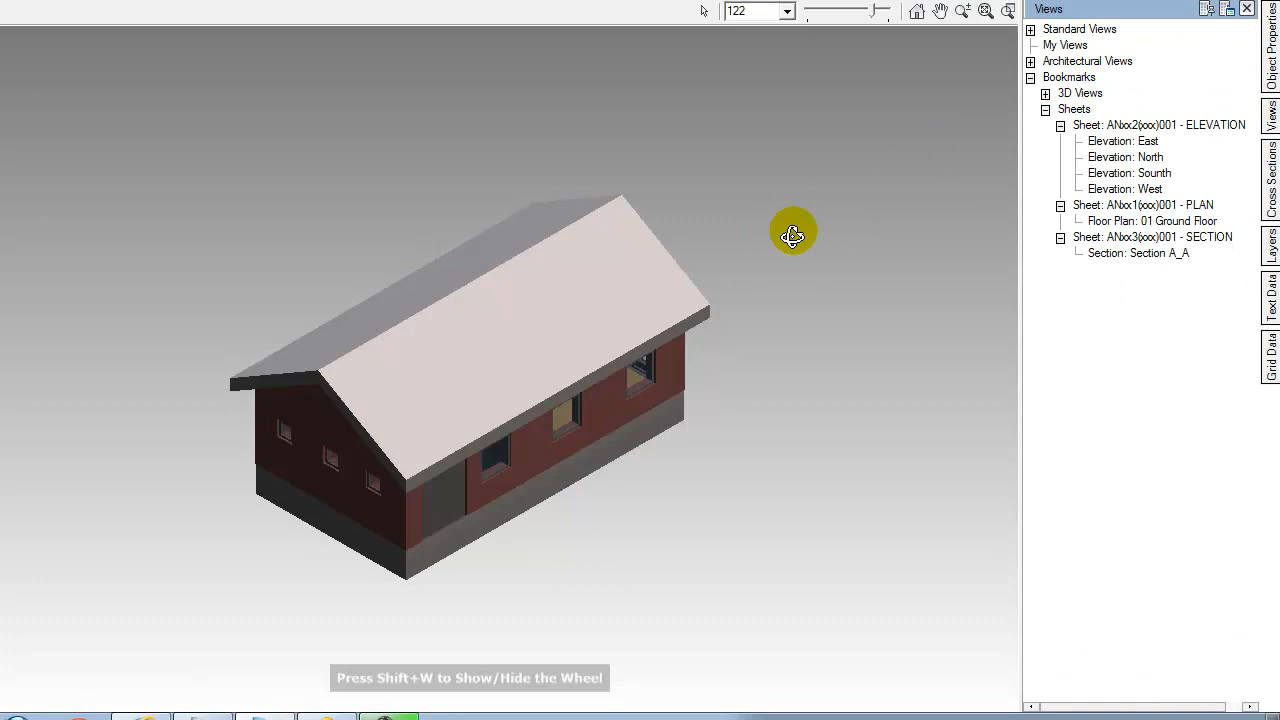 122
Views
Standard Views
My Views
Architectural Views
Bookmarks
3D Views
Sheets
Sheet: ANxx2(xxx)001 - ELEVATION
Elevation: East
Elevation: North
Elevation: Sounth
Elevation: West
Sheet: ANxx1(xxx)001 - PLAN
Floor Plan: 01 Ground Floor
Sheet: ANxx3(xxx)001 - SECTION
Section: Section A_A
Object Properties
Views
Cross Sections
Layers
Text Data
Grid Data
Press Shift+W to Show/Hide the Wheel